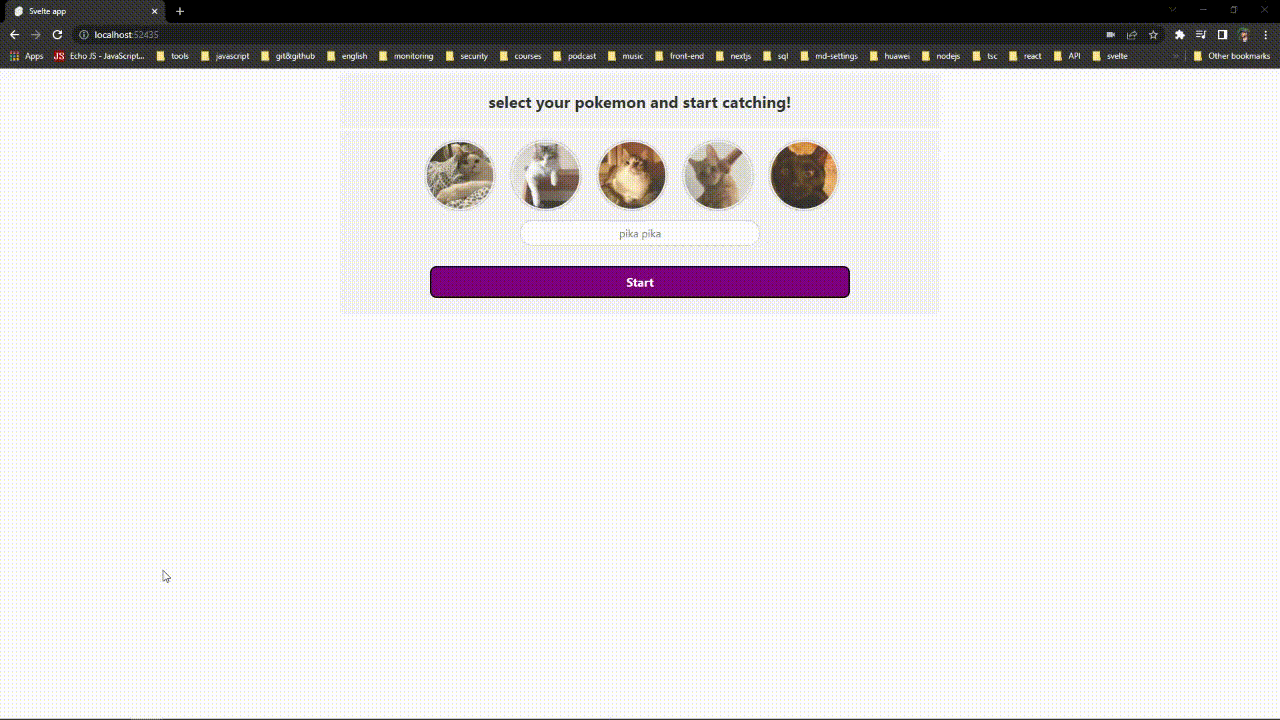 Svelte app
localhost:52435
Apps JS Echo JS - JavaScript... tools javascript git&github english monitoring security courses podcast music front-end nextjs sql md-settings huawei nodejs tsc react API svelte » Other bookmarks
select your pokemon and start catching!
pika pika
Start